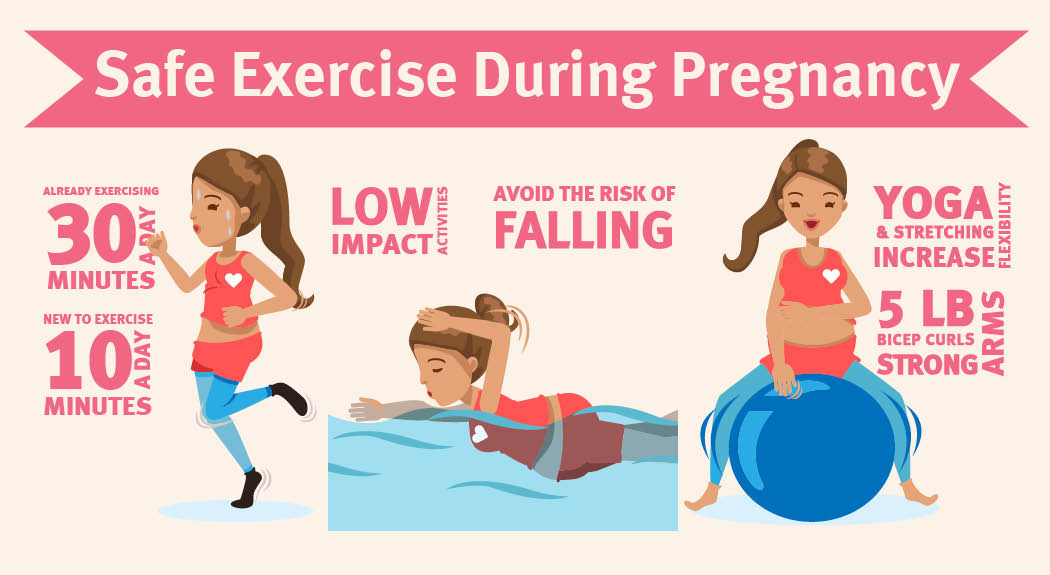 Safe Exercise During Pregnancy
ALREADY EXERCISING
30
MINUTES
A DAY
NEW TO EXERCISE
10
MINUTES
A DAY
LOW
IMPACT
ACTIVITIES
AVOID THE RISK OF
FALLING
YOGA
& STRETCHING
INCREASE
FLEXIBILITY
5 LB
BICEP CURLS
STRONG
ARMS